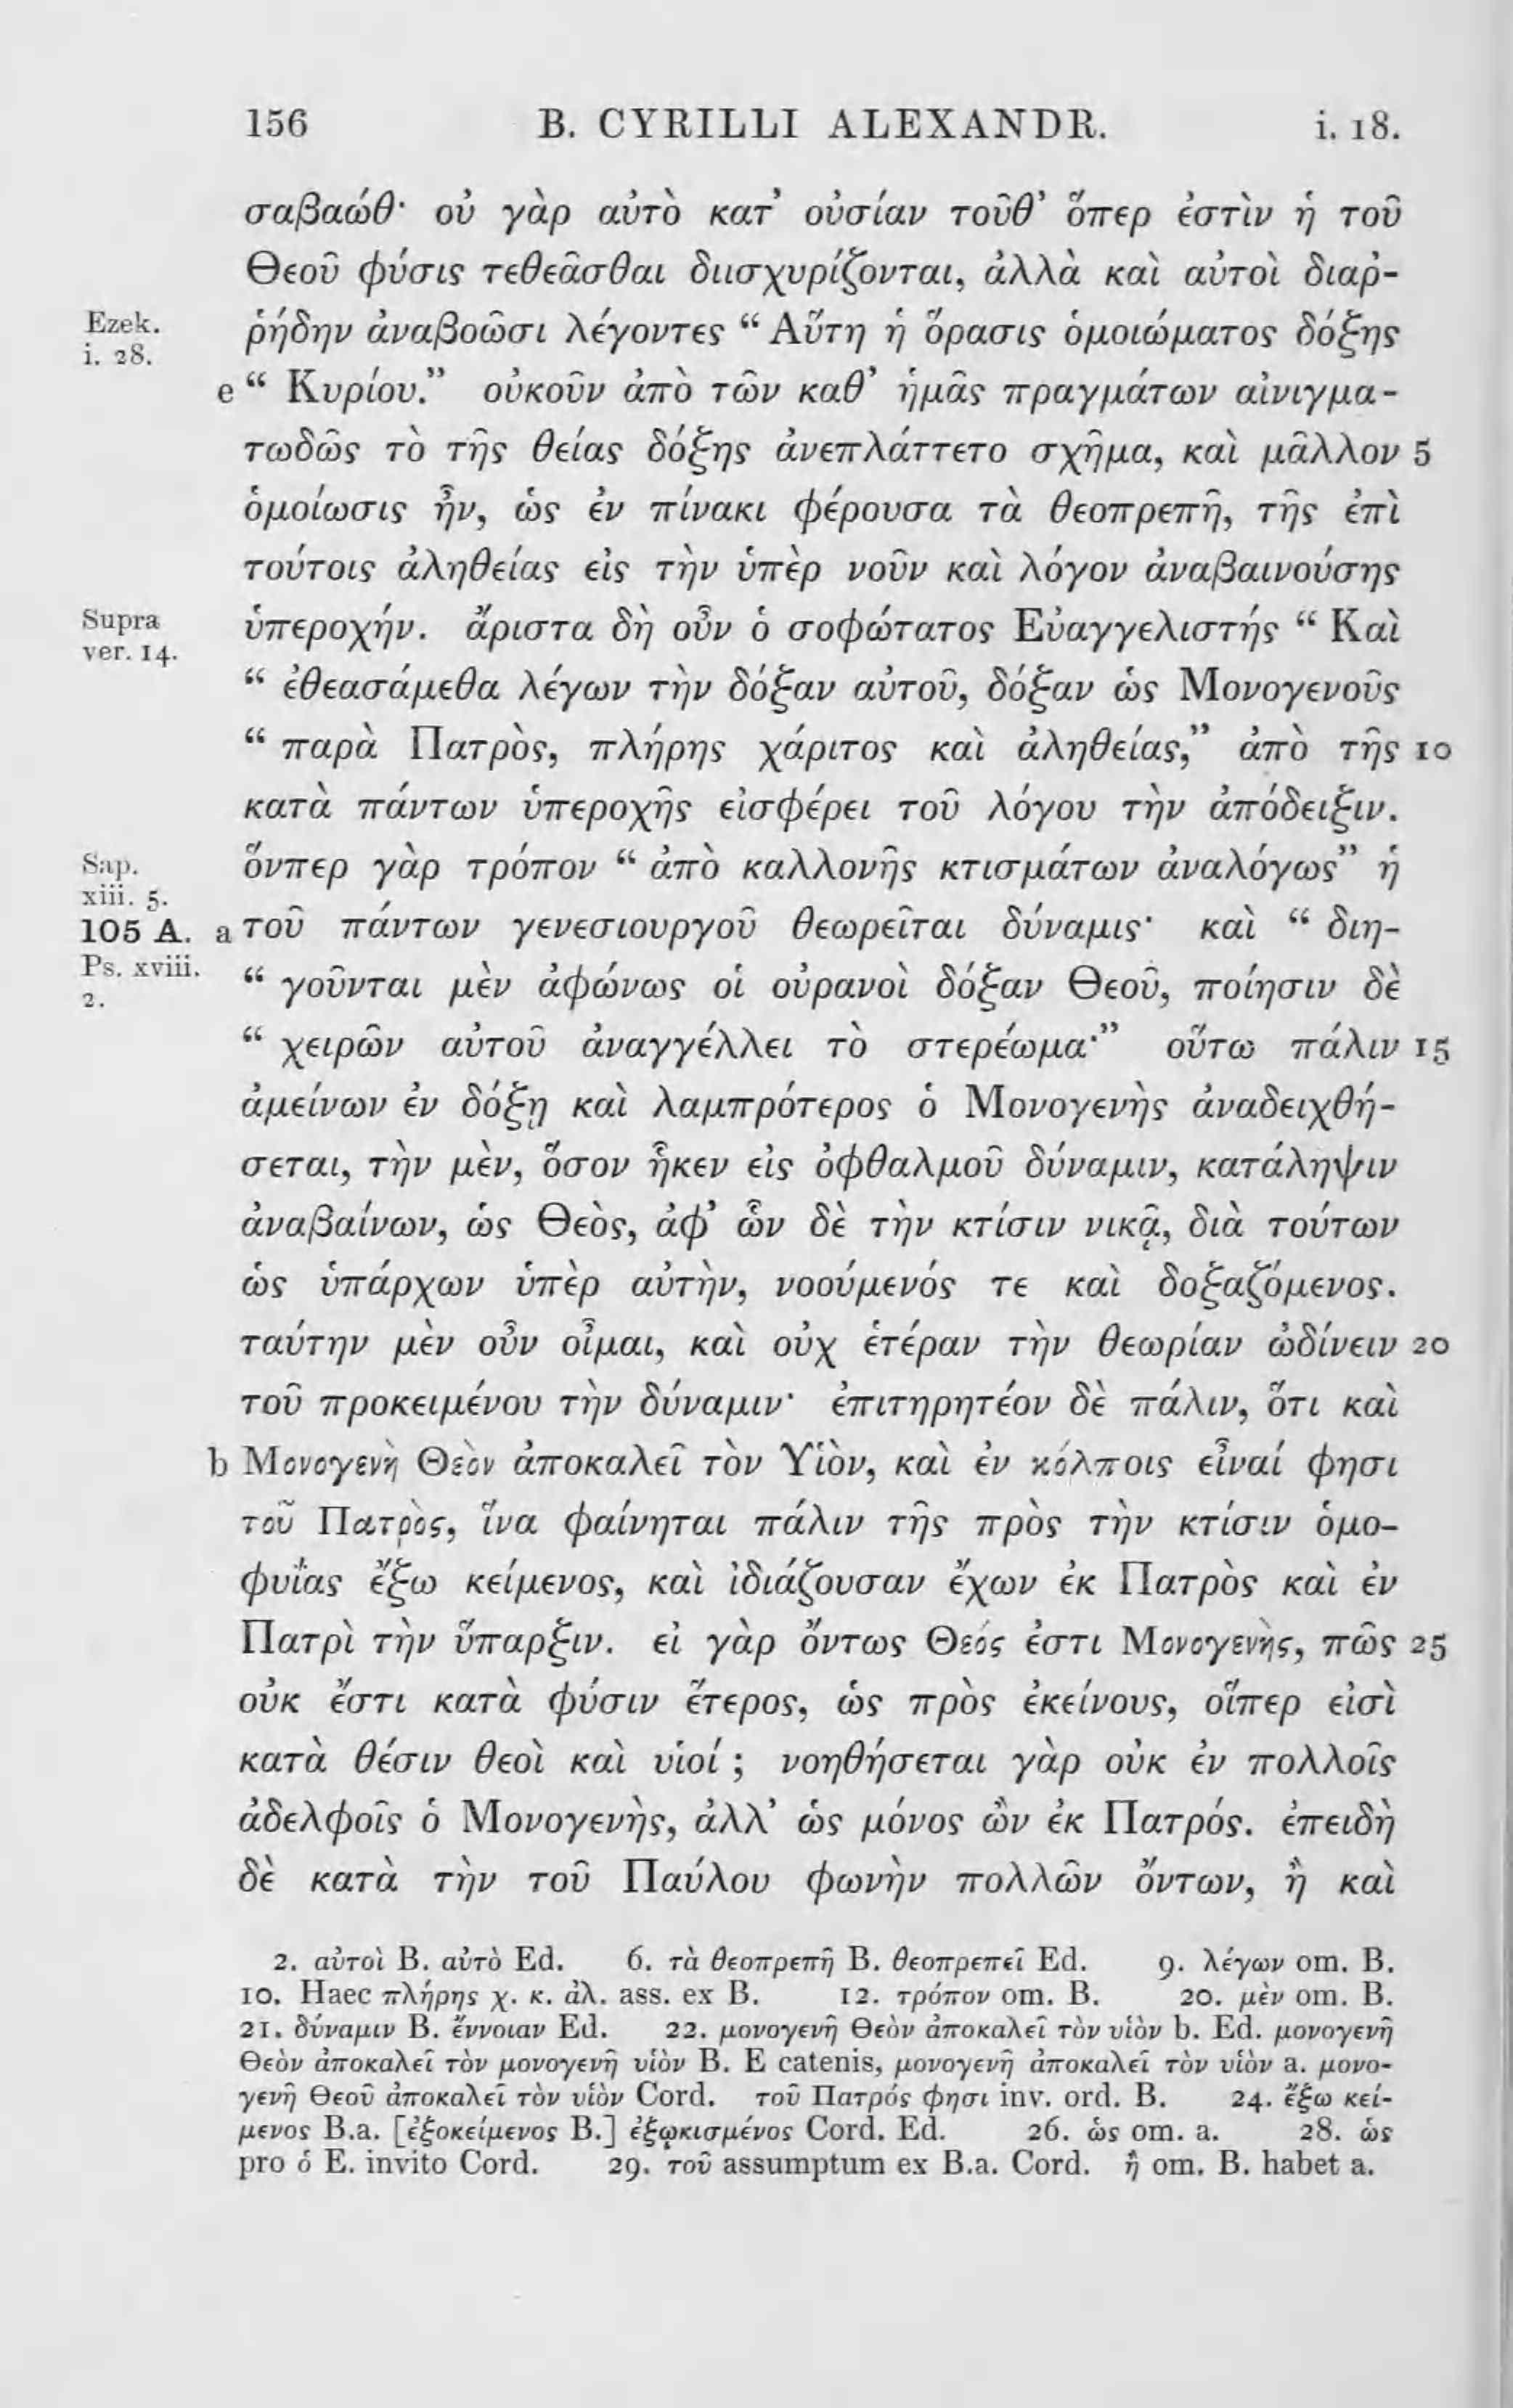 156 B. CYRILLI ALEXANDR. i. 18.
σαβαώθ· οὐ γὰρ αὐτὸ κατ’ οὐσίαν τοῦθ’ ὅπερ ἐστὶν ἡ τοῦ
Θεοῦ φύσις τεθεᾶσθαι διισχυρίζονται, ἀλλὰ καὶ αὐτοὶ διαῤ-
Ezek. i. 28. ῥήδην ἀναβοῶσι λέγοντες “ Αὕτη ἡ ὅρασις ὁμοιώματος δόξης
e “ Κυρίου.” οὐκοῦν ἀπὸ τῶν καθ’ ἡμᾶς πραγμάτων αἰνιγμα-
τωδῶς τὸ τῆς θείας δόξης ἀνεπλάττετο σχῆμα, καὶ μᾶλλον 5
ὁμοίωσις ἦν, ὡς ἐν πίνακι φέρουσα τὰ θεοπρεπῆ, τῆς ἐπὶ
τούτοις ἀληθείας εἰς τὴν ὑπὲρ νοῦν καὶ λόγον ἀναβαινούσης
Supra ver. 14. ὑπεροχήν. ἄριστα δὴ οὖν ὁ σοφώτατος Εὐαγγελιστής “ Καὶ
“ ἐθεασάμεθα λέγων τὴν δόξαν αὐτοῦ, δόξαν ὡς Μονογενοῦς
“ παρὰ Πατρὸς, πλήρης χάριτος καὶ ἀληθείας,” ἀπὸ τῆς 10
κατὰ πάντων ὑπεροχῆς εἰσφέρει τοῦ λόγου τὴν ἀπόδειξιν.
Sap. xiii. 5. ὅνπερ γὰρ τρόπον “ ἀπὸ καλλονῆς κτισμάτων ἀναλόγως” ἡ
105 A. a τοῦ πάντων γενεσιουργοῦ θεωρεῖται δύναμις· καὶ “ διη-
Ps. xviii. 2. “ γοῦνται μὲν ἀφώνως οἱ οὐρανοὶ δόξαν Θεοῦ, ποίησιν δὲ
“ χειρῶν αὐτοῦ ἀναγγέλλει τὸ στερέωμα·” οὕτω πάλιν 15
ἀμείνων ἐν δόξῃ καὶ λαμπρότερος ὁ Μονογενὴς ἀναδειχθή-
σεται, τὴν μὲν, ὅσον ἧκεν εἰς ὀφθαλμοῦ δύναμιν, κατάληψιν
ἀναβαίνων, ὡς Θεὸς, ἀφ’ ὧν δὲ τὴν κτίσιν νικᾷ, διὰ τούτων
ὡς ὑπάρχων ὑπὲρ αὐτὴν, νοούμενός τε καὶ δοξαζόμενος.
ταύτην μὲν οὖν οἶμαι, καὶ οὐχ ἑτέραν τὴν θεωρίαν ὠδίνειν 20
τοῦ προκειμένου τὴν δύναμιν· ἐπιτηρητέον δὲ πάλιν, ὅτι καὶ
b Μονογενὴ Θεὸν ἀποκαλεῖ τὸν Υἱὸν, καὶ ἐν κόλποις εἶναί φησι
τοῦ Πατρὸς, ἵνα φαίνηται πάλιν τῆς πρὸς τὴν κτίσιν ὁμο-
φυΐας ἔξω κείμενος, καὶ ἰδιάζουσαν ἔχων ἐκ Πατρὸς καὶ ἐν
Πατρὶ τὴν ὕπαρξιν. εἰ γὰρ ὄντως Θεός ἐστι Μονογενὴς, πῶς 25
οὐκ ἔστι κατὰ φύσιν ἕτερος, ὡς πρὸς ἐκείνους, οἵπερ εἰσὶ
κατὰ θέσιν θεοὶ καὶ υἱοί ; νοηθήσεται γὰρ οὐκ ἐν πολλοῖς
ἀδελφοῖς ὁ Μονογενὴς, ἀλλ’ ὡς μόνος ὢν ἐκ Πατρός. ἐπειδὴ
δὲ κατὰ τὴν τοῦ Παύλου φωνὴν πολλῶν ὄντων, ἢ καὶ
2. αὐτοὶ B. αὐτὸ Ed. 6. τὰ θεοπρεπῆ B. θεοπρεπεῖ Ed. 9. λέγων om. B.
10. Haec πλήρης χ. κ. ἀλ. ass. ex B. 12. τρόπον om. B. 20. μὲν om. B.
21. δύναμιν B. ἔννοιαν Ed. 22. μονογενῆ Θεὸν ἀποκαλεῖ τὸν υἱὸν b. Ed. μονογενῆ
Θεὸν ἀποκαλεῖ τὸν μονογενῆ υἱὸν B. E catenis, μονογενῆ ἀποκαλεῖ τὸν υἱὸν a. μονο-
γενῆ Θεοῦ ἀποκαλεῖ τὸν υἱὸν Cord. τοῦ Πατρός φησι inv. ord. B. 24. ἔξω κεί-
μενος B.a. [ἐξοκείμενος B.] ἐξῳκισμένος Cord. Ed. 26. ὡς om. a. 28. ὡς
pro ὁ E. invito Cord. 29. τοῦ assumptum ex B.a. Cord. ἢ om. B. habet a.